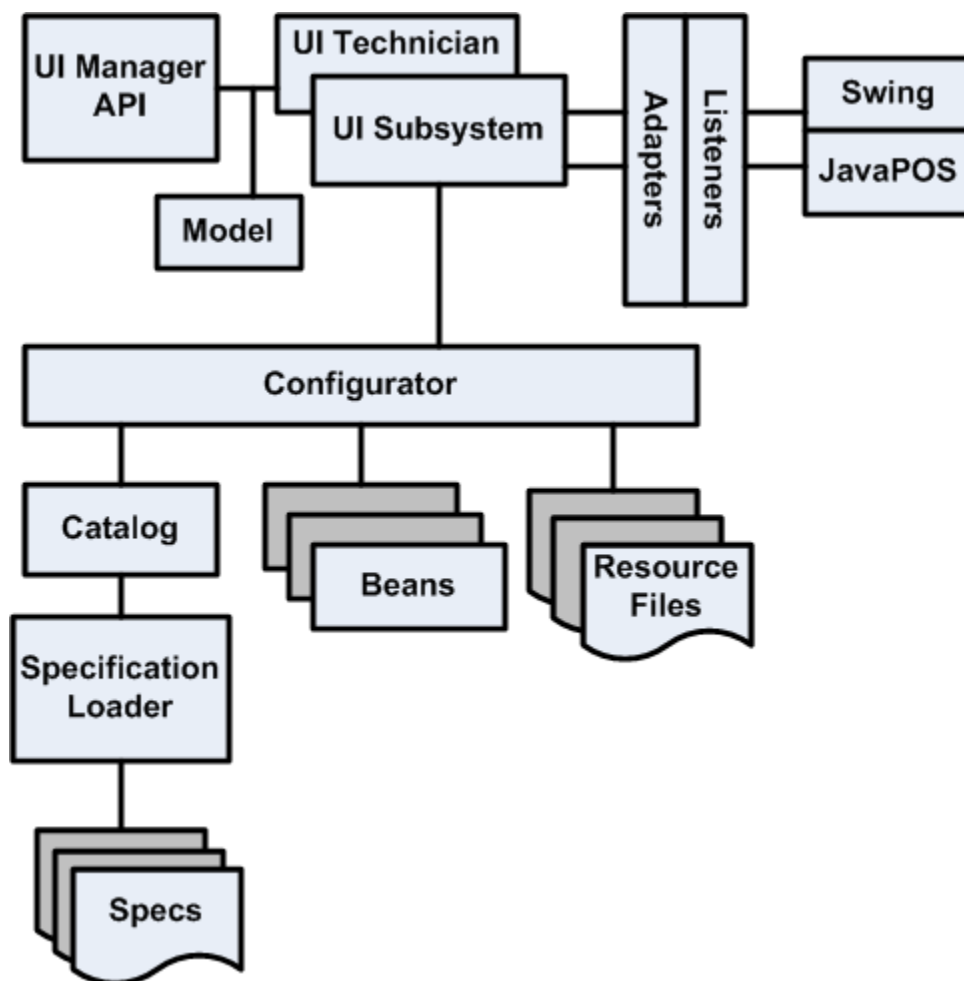 UI Manager
API
UI Technician
UI Subsystem
Model
Adapters
Listeners
Swing
JavaPOS
Configurator
Catalog
Beans
Resource
Files
Specification
Loader
Specs